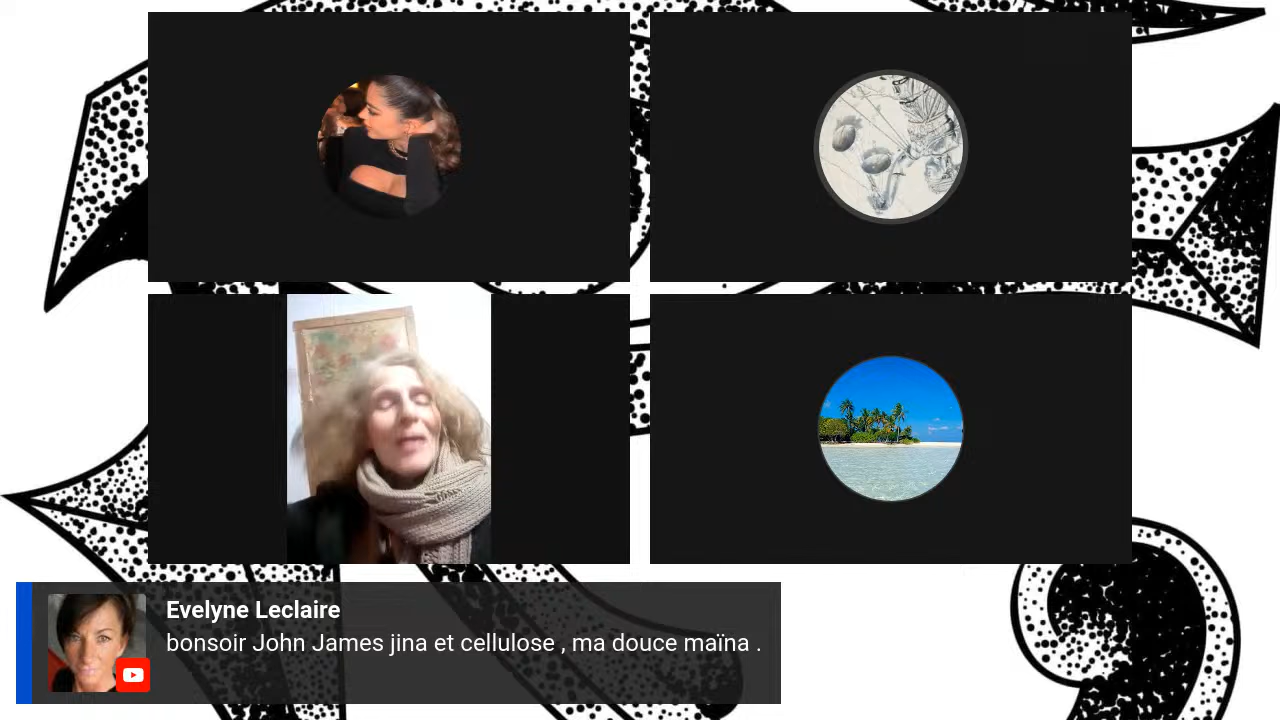 Evelyne Leclaire
bonsoir John James jina et cellulose , ma douce maïna .